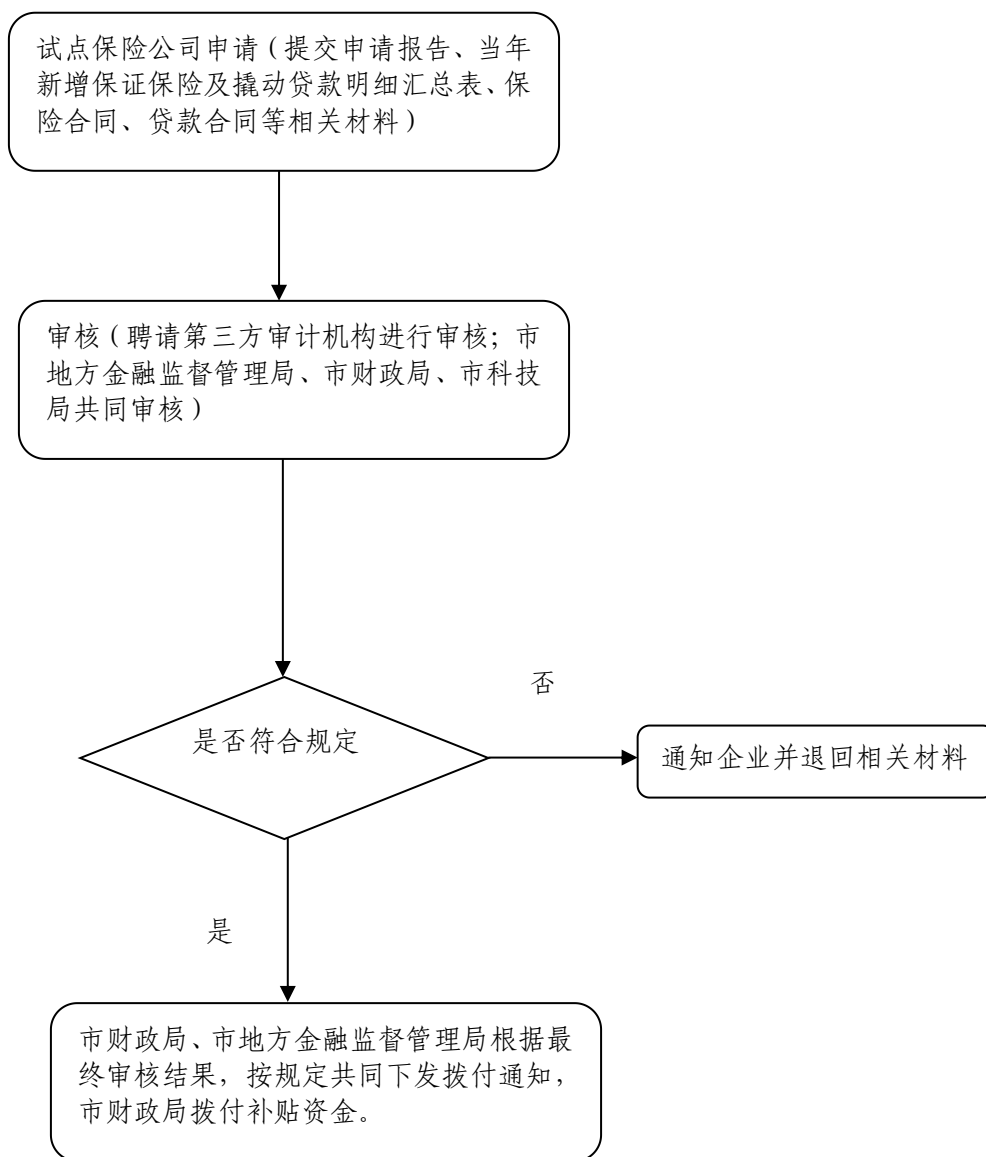 试点保险公司申请（提交申请报告、当年
新增保证保险及撬动贷款明细汇总表、保
险合同、贷款合同等相关材料）
审核（聘请第三方审计机构进行审核；市
地方金融监督管理局、市财政局、市科技
局共同审核）
否
是否符合规定
通知企业并退回相关材料
是
市财政局、市地方金融监督管理局根据最
终审核结果，按规定共同下发拨付通知，
市财政局拨付补贴资金。